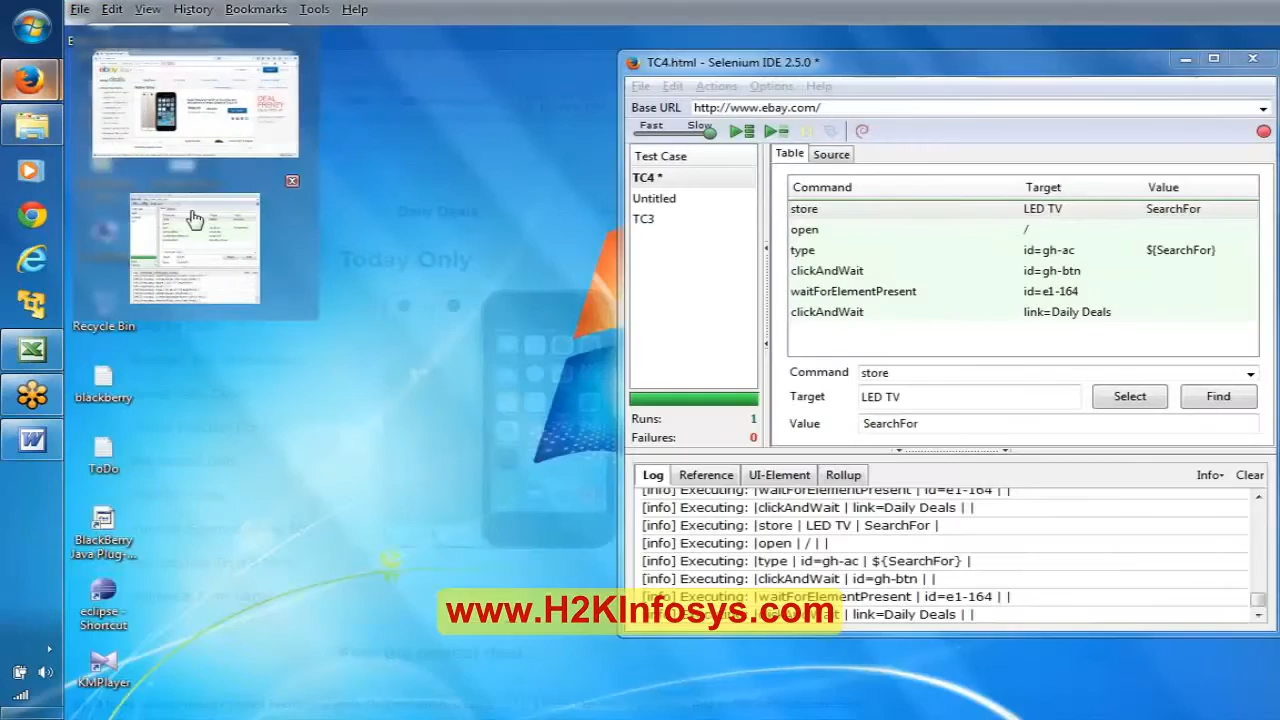 File Edit View History Bookmarks Tools Help
TC4.html - Selenium IDE 2.5.0
File Edit Actions Options Help
Base URL http://www.ebay.com/
Fast Slow
Test Case
TC4 *
Untitled
TC3
Table Source
Command Target Value
store LED TV SearchFor
open /
type id=gh-ac ${SearchFor}
clickAndWait id=gh-btn
waitForElementPresent id=e1-164
clickAndWait link=Daily Deals
Command store
Target LED TV Select Find
Value SearchFor
Runs: 1
Failures: 0
Log Reference UI-Element Rollup Info Clear
[info] Executing: |waitForElementPresent | id=e1-164 | |
[info] Executing: |clickAndWait | link=Daily Deals | |
[info] Executing: |store | LED TV | SearchFor |
[info] Executing: |open | / | |
[info] Executing: |type | id=gh-ac | ${SearchFor} |
[info] Executing: |clickAndWait | id=gh-btn | |
[info] Executing: |waitForElementPresent | id=e1-164 | |
link=Daily Deals | |
www.H2KInfosys.com
ebay
Daily Deals
Today Only
Recycle Bin
blackberry
ToDo
BlackBerry
Java Plug-...
eclipse -
Shortcut
KMPlayer